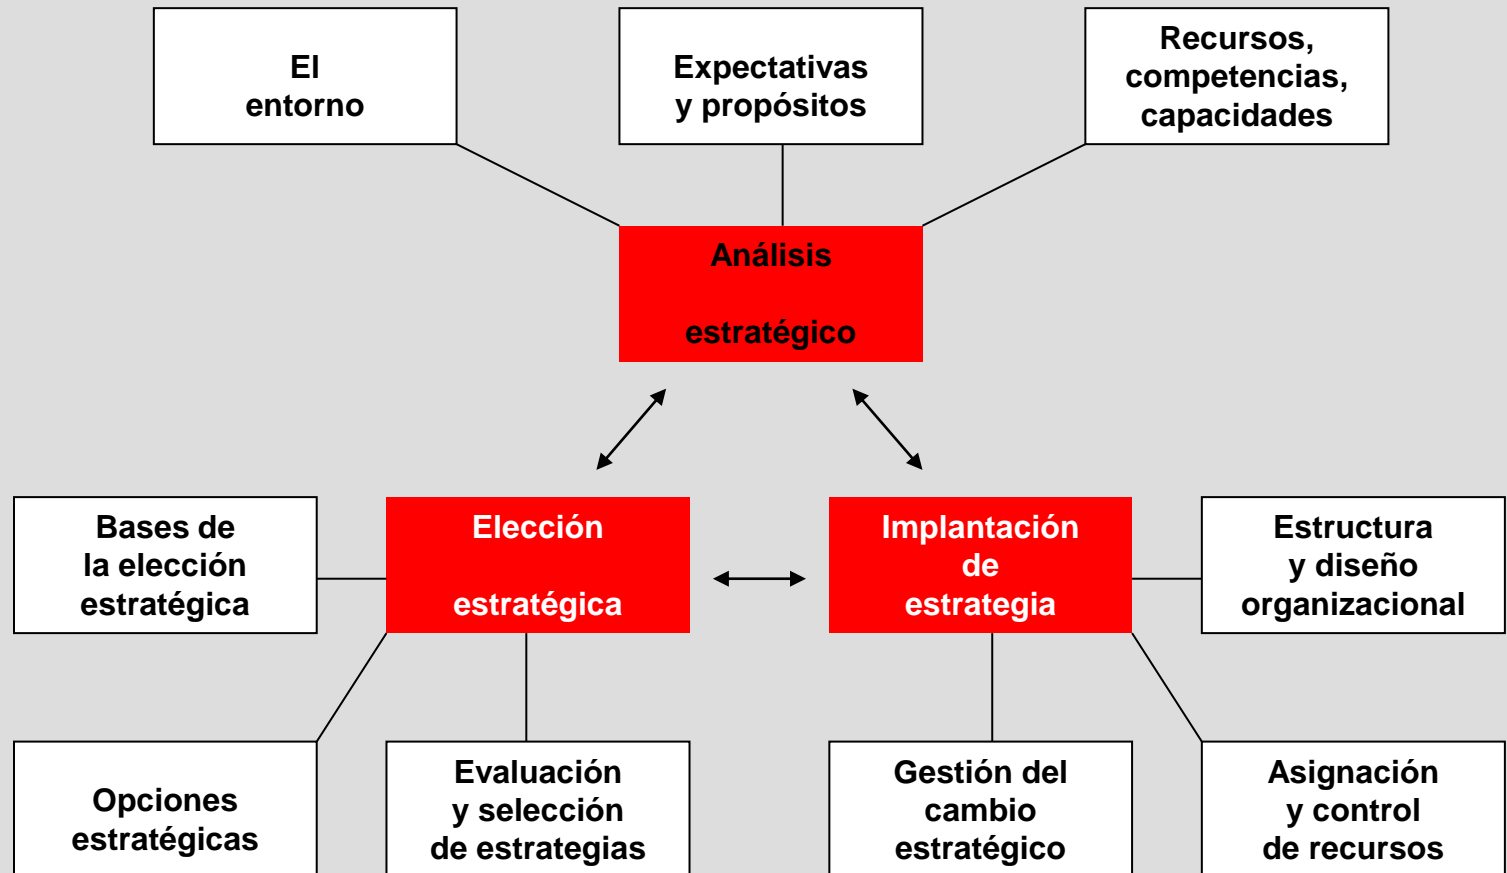 El
entorno
Expectativas
y propósitos
Recursos,
competencias,
capacidades
Análisis
estratégico
Bases de
la elección
estratégica
Elección
estratégica
Implantación
de
estrategia
Estructura
y diseño
organizacional
Opciones
estratégicas
Evaluación
y selección
de estrategias
Gestión del
cambio
estratégico
Asignación
y control
de recursos